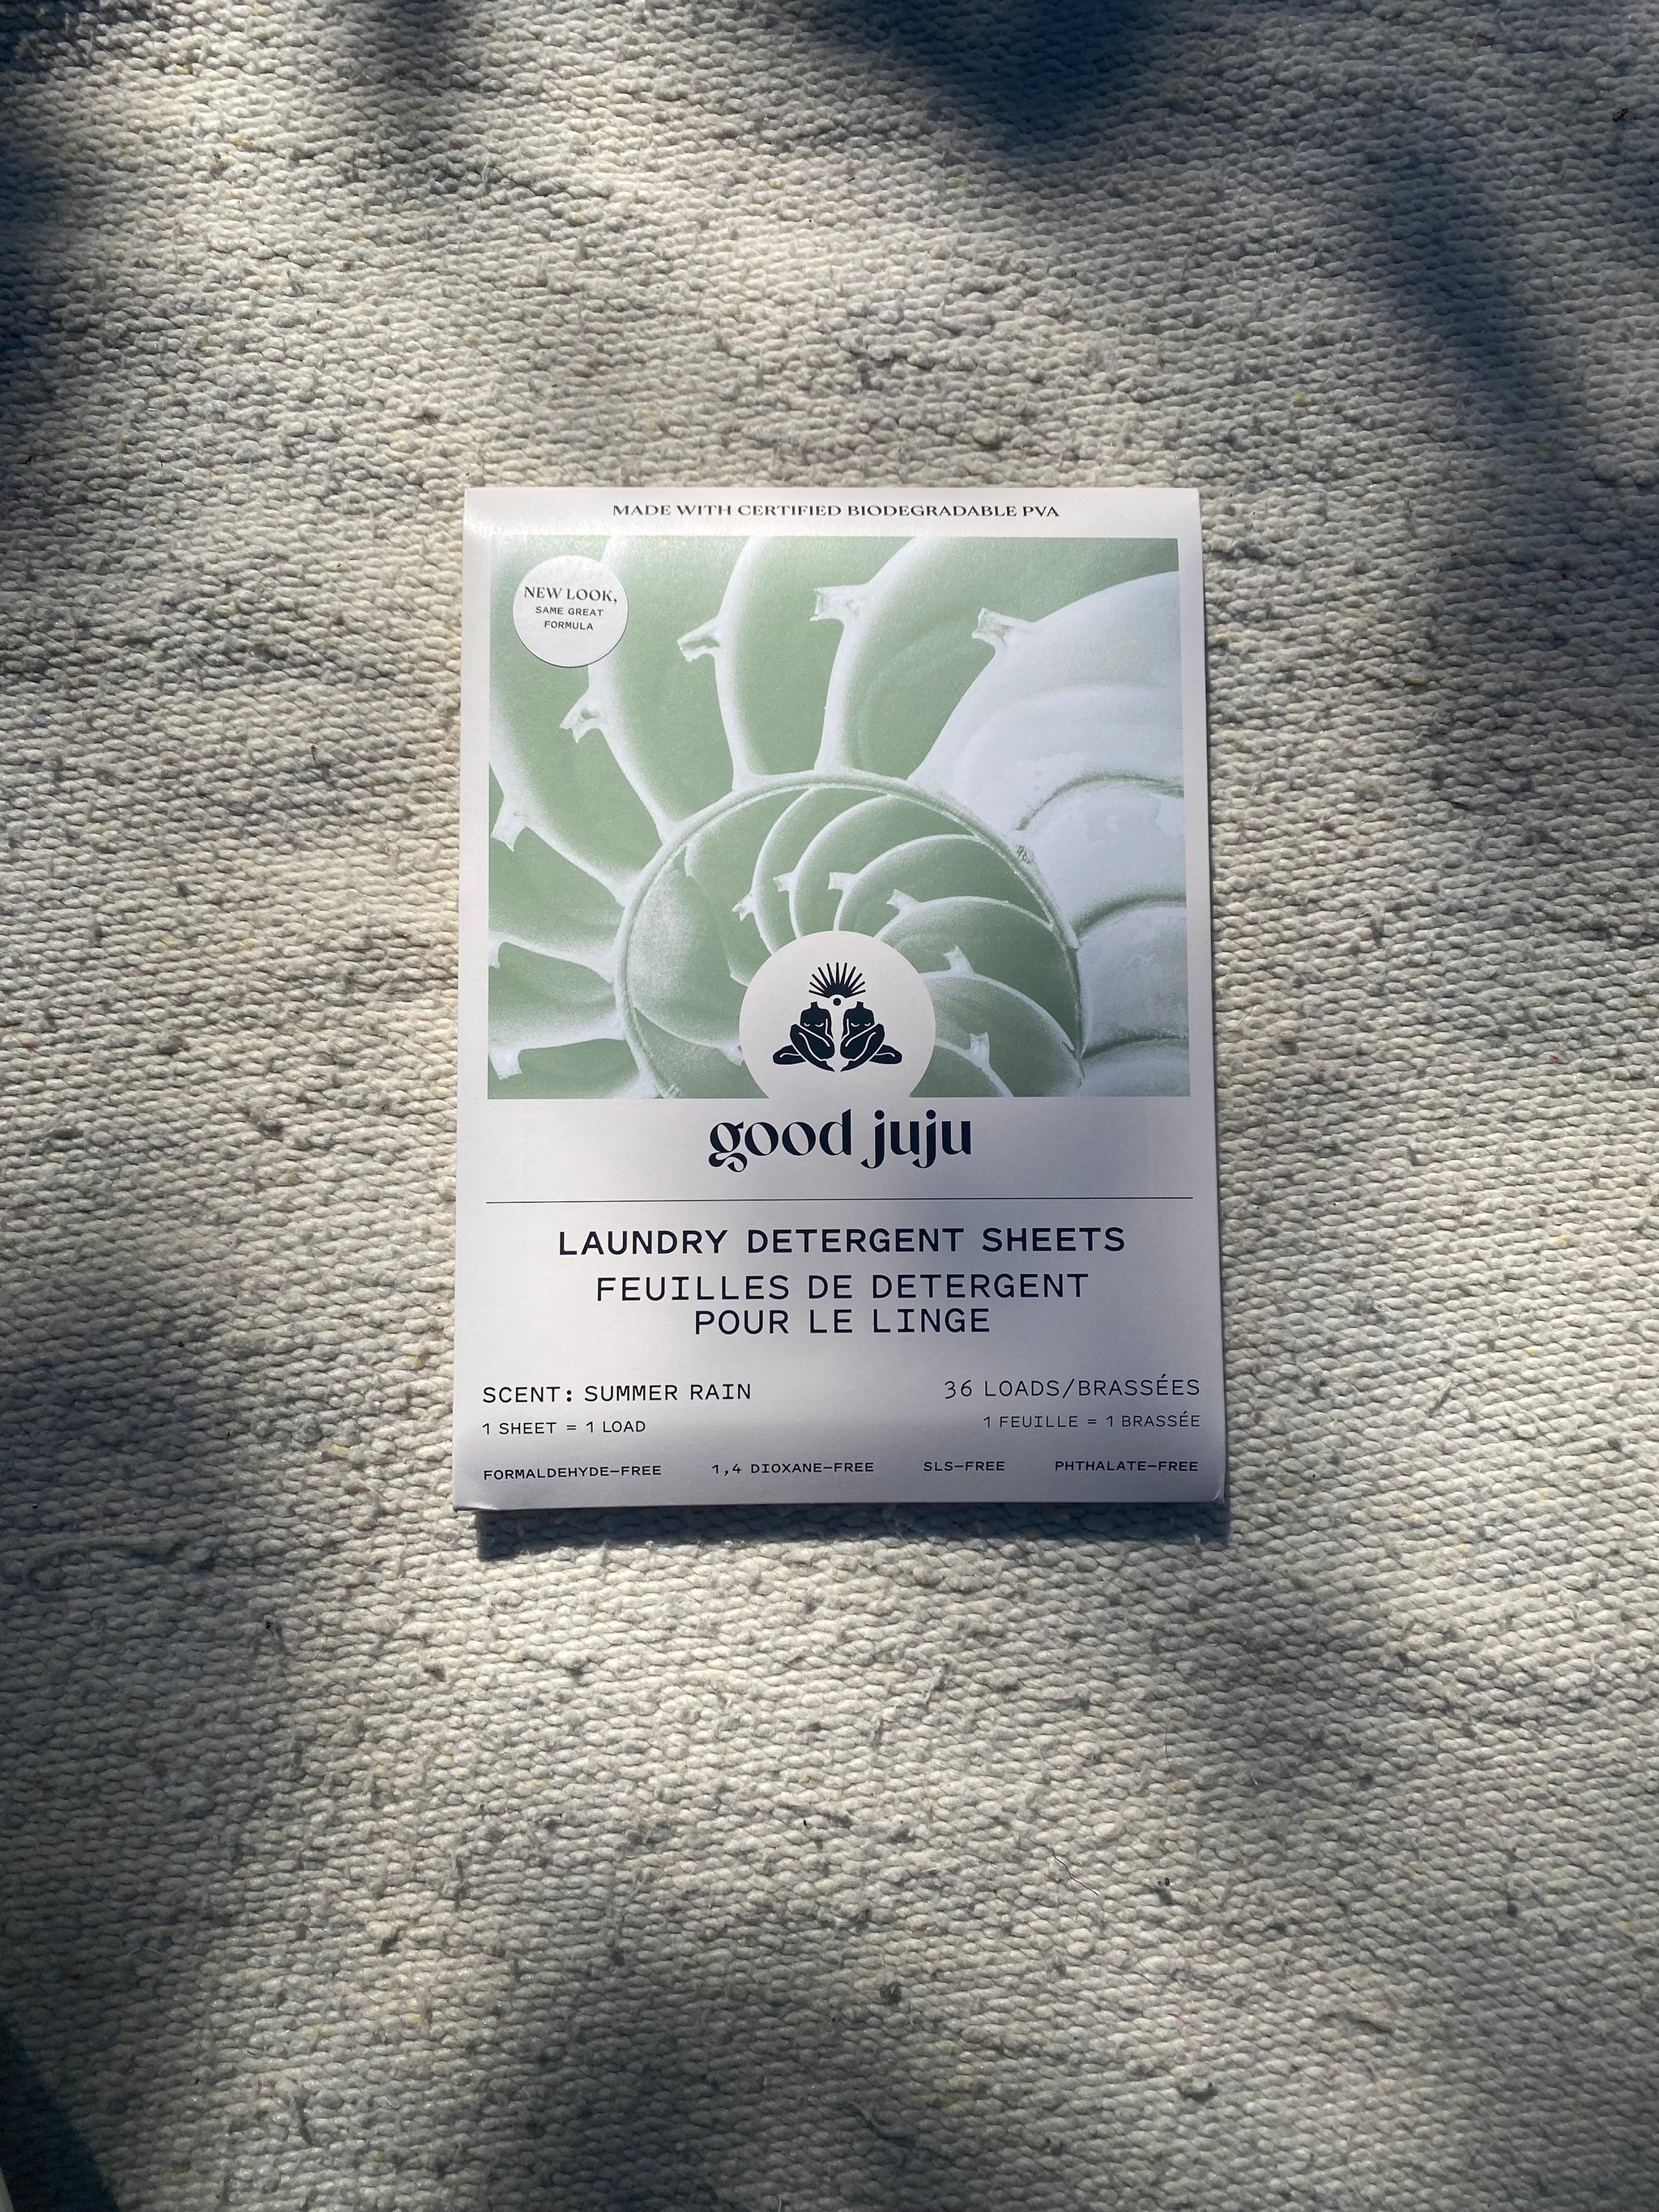 MADE WITH CERTIFIED BIODEGRADABLE PVA
NEW LOOK,
SAME GREAT
FORMULA
good juju
LAUNDRY DETERGENT SHEETS
FEUILLES DE DETERGENT
POUR LE LINGE
SCENT: SUMMER RAIN
36 LOADS/BRASSÉES
1 SHEET = 1 LOAD
1 FEUILLE = 1 BRASSÉE
FORMALDEHYDE-FREE 1,4 DIOXANE-FREE SLS-FREE PHTHALATE-FREE